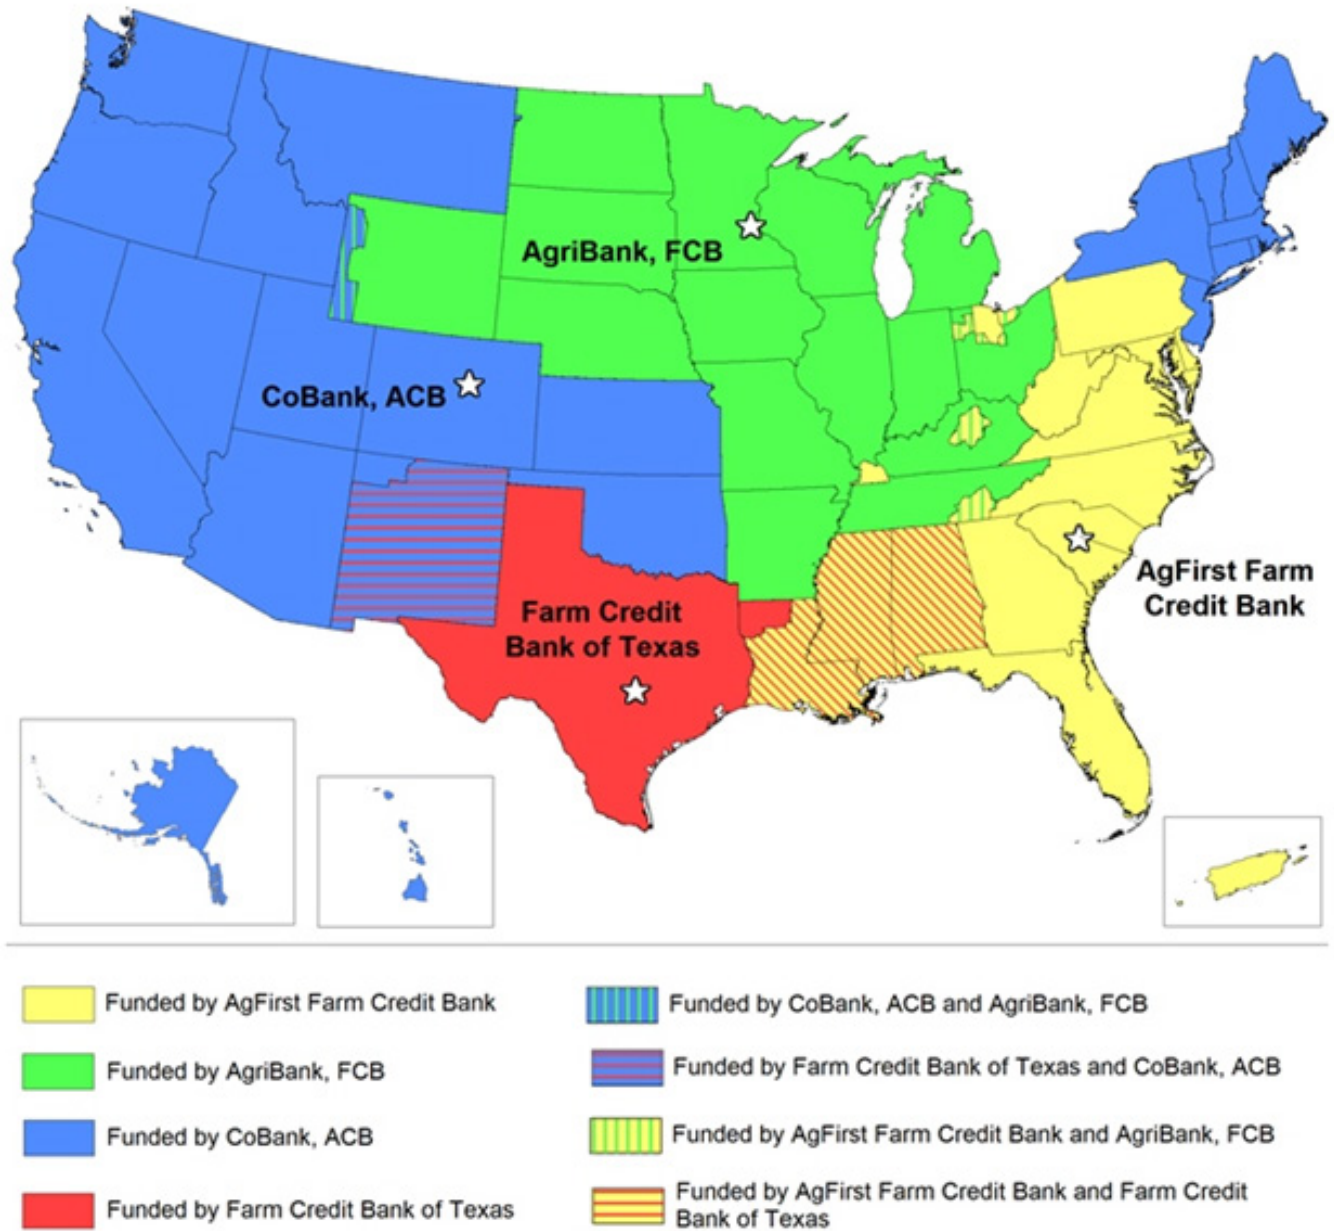 AgriBank, FCB
CoBank, ACB
AgFirst Farm
Credit Bank
Farm Credit
Bank of Texas
Funded by AgFirst Farm Credit Bank
Funded by AgriBank, FCB
Funded by CoBank, ACB
Funded by Farm Credit Bank of Texas
Funded by CoBank, ACB and AgriBank, FCB
Funded by Farm Credit Bank of Texas and CoBank, ACB
Funded by AgFirst Farm Credit Bank and AgriBank, FCB
Funded by AgFirst Farm Credit Bank and Farm Credit
Bank of Texas